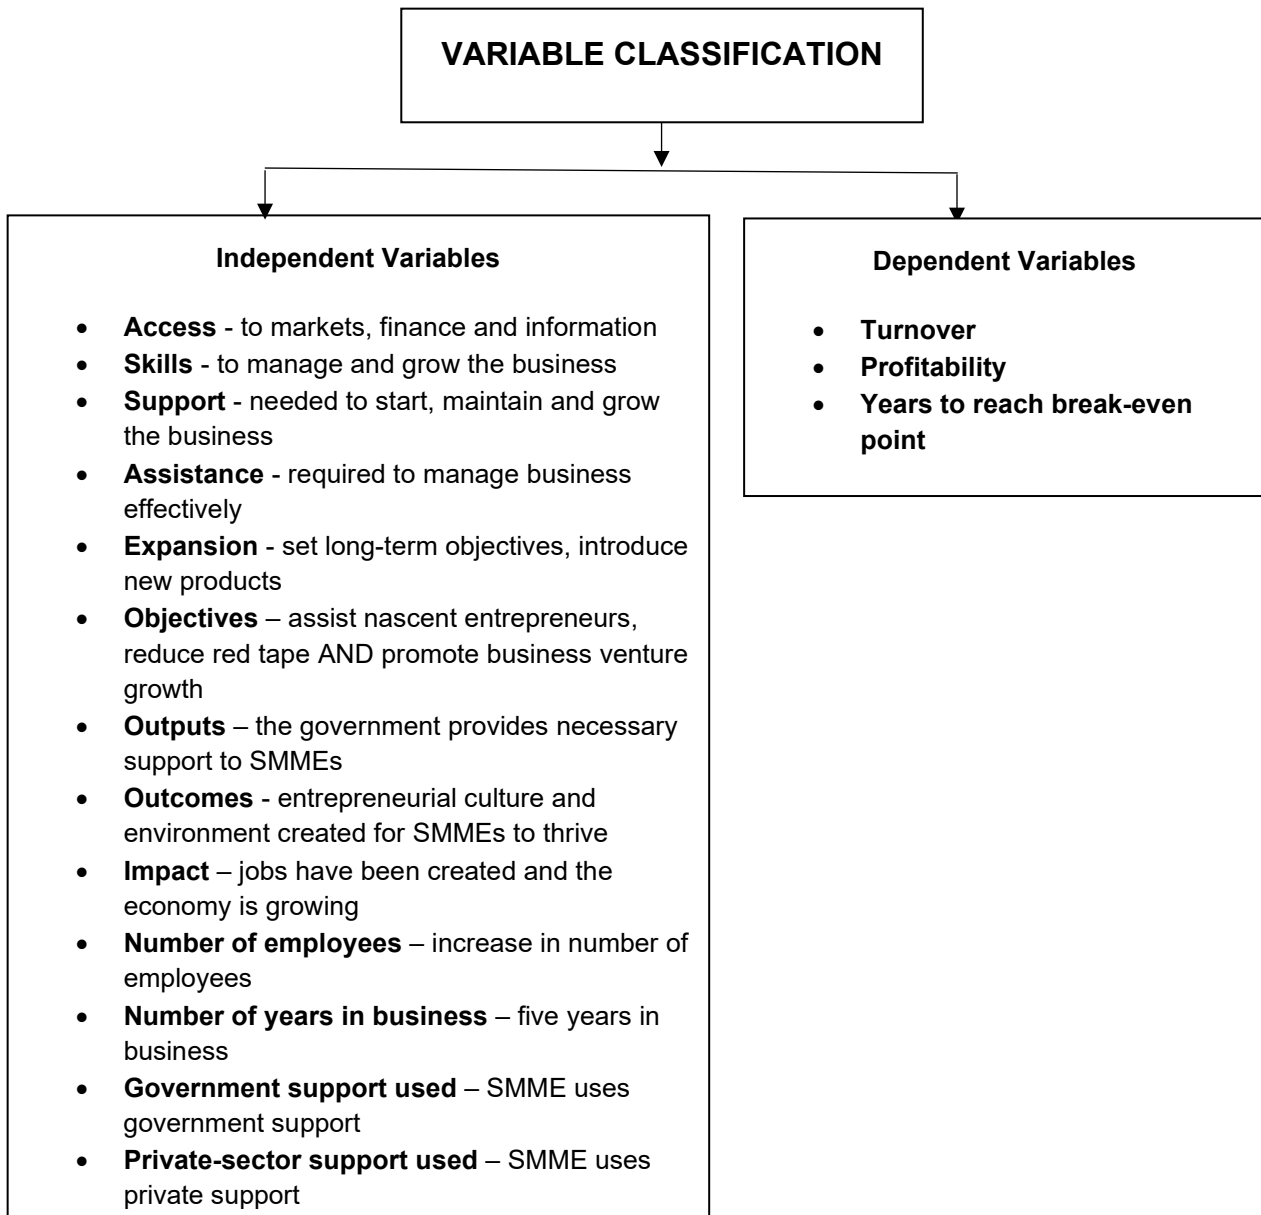 VARIABLE CLASSIFICATION
Independent Variables
• Access - to markets, finance and information
• Skills - to manage and grow the business
• Support - needed to start, maintain and grow
the business
• Assistance - required to manage business
effectively
• Expansion - set long-term objectives, introduce
new products
• Objectives – assist nascent entrepreneurs,
reduce red tape AND promote business venture
growth
• Outputs – the government provides necessary
support to SMMEs
• Outcomes - entrepreneurial culture and
environment created for SMMEs to thrive
• Impact – jobs have been created and the
economy is growing
• Number of employees – increase in number of
employees
• Number of years in business – five years in
business
• Government support used – SMME uses
government support
• Private-sector support used – SMME uses
private support
Dependent Variables
• Turnover
• Profitability
• Years to reach break-even
point